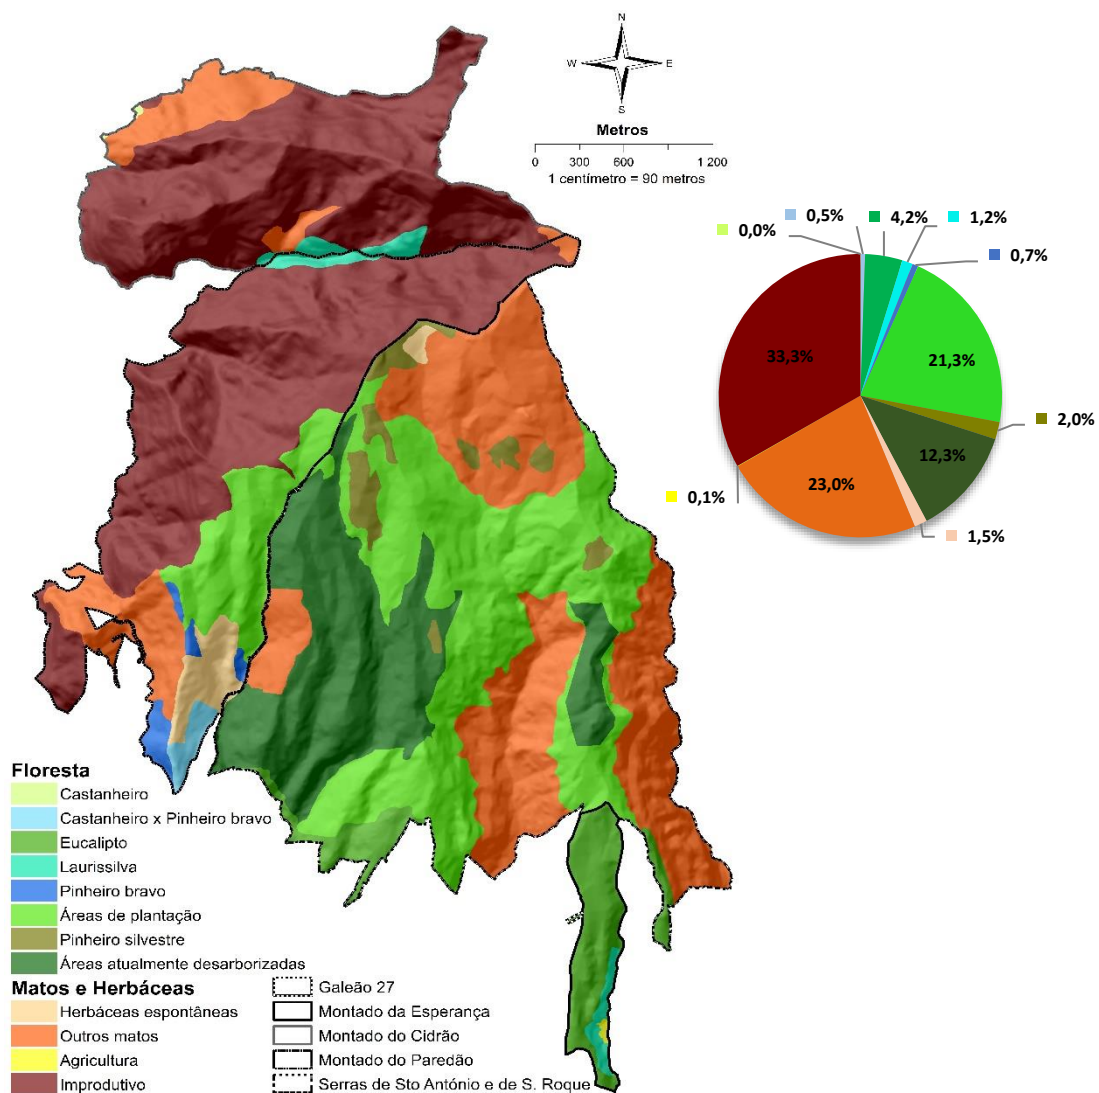 N
W
E
S
Metros
0 300 600 1 200
1 centímetro = 90 metros
0,5%
4,2%
1,2%
0,0%
0,7%
33,3%
21,3%
2,0%
12,3%
23,0%
0,1%
1,5%
Floresta
Castanheiro
Castanheiro x Pinheiro bravo
Eucalipto
Laurissilva
Pinheiro bravo
Áreas de plantação
Pinheiro silvestre
Áreas atualmente desarborizadas
Matos e Herbáceas
Herbáceas espontâneas
Outros matos
Agricultura
Improdutivo
Galeão 27
Montado da Esperança
Montado do Cidrão
Montado do Paredão
Serras de Sto António e de S. Roque